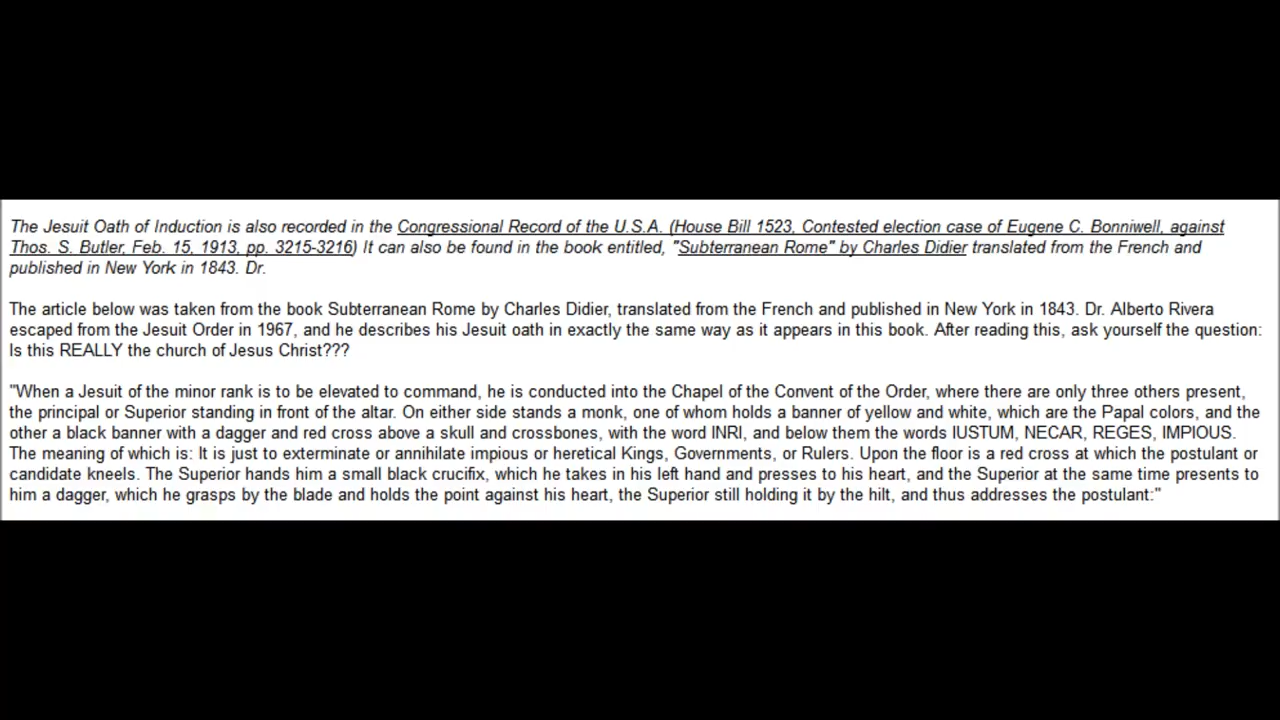 The Jesuit Oath of Induction is also recorded in the Congressional Record of the U.S.A. (House Bill 1523, Contested election case of Eugene C. Bonniwell, against
Thos. S. Butler, Feb. 15, 1913, pp. 3215-3216) It can also be found in the book entitled, "Subterranean Rome" by Charles Didier translated from the French and
published in New York in 1843. Dr.
The article below was taken from the book Subterranean Rome by Charles Didier, translated from the French and published in New York in 1843. Dr. Alberto Rivera
escaped from the Jesuit Order in 1967, and he describes his Jesuit oath in exactly the same way as it appears in this book. After reading this, ask yourself the question:
Is this REALLY the church of Jesus Christ???
"When a Jesuit of the minor rank is to be elevated to command, he is conducted into the Chapel of the Convent of the Order, where there are only three others present,
the principal or Superior standing in front of the altar. On either side stands a monk, one of whom holds a banner of yellow and white, which are the Papal colors, and the
other a black banner with a dagger and red cross above a skull and crossbones, with the word INRI, and below them the words IUSTUM, NECAR, REGES, IMPIOUS.
The meaning of which is: It is just to exterminate or annihilate impious or heretical Kings, Governments, or Rulers. Upon the floor is a red cross at which the postulant or
candidate kneels. The Superior hands him a small black crucifix, which he takes in his left hand and presses to his heart, and the Superior at the same time presents to
him a dagger, which he grasps by the blade and holds the point against his heart, the Superior still holding it by the hilt, and thus addresses the postulant:"